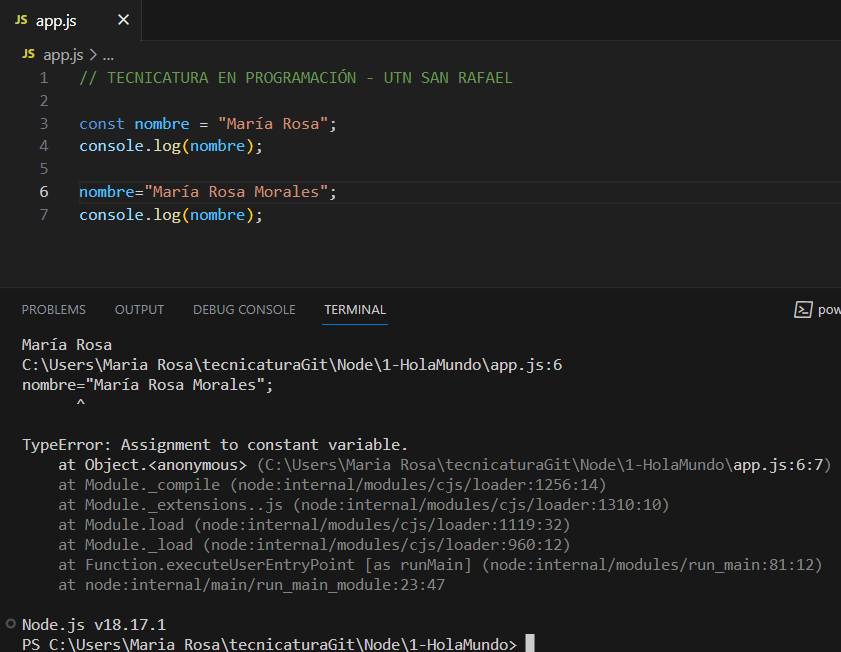 JS app.js ✕
JS app.js > ...
1 // TECNICATURA EN PROGRAMACIÓN - UTN SAN RAFAEL
2
3 const nombre = "María Rosa";
4 console.log(nombre);
5
6 nombre="María Rosa Morales";
7 console.log(nombre);
PROBLEMS OUTPUT DEBUG CONSOLE TERMINAL pow
María Rosa
C:\Users\Maria Rosa\tecnicaturaGit\Node\1-HolaMundo\app.js:6
nombre="María Rosa Morales";
^
TypeError: Assignment to constant variable.
at Object.<anonymous> (C:\Users\Maria Rosa\tecnicaturaGit\Node\1-HolaMundo\app.js:6:7)
at Module._compile (node:internal/modules/cjs/loader:1256:14)
at Module._extensions..js (node:internal/modules/cjs/loader:1310:10)
at Module.load (node:internal/modules/cjs/loader:1119:32)
at Module._load (node:internal/modules/cjs/loader:960:12)
at Function.executeUserEntryPoint [as runMain] (node:internal/modules/run_main:81:12)
at node:internal/main/run_main_module:23:47
Node.js v18.17.1
PS C:\Users\Maria Rosa\tecnicaturaGit\Node\1-HolaMundo>